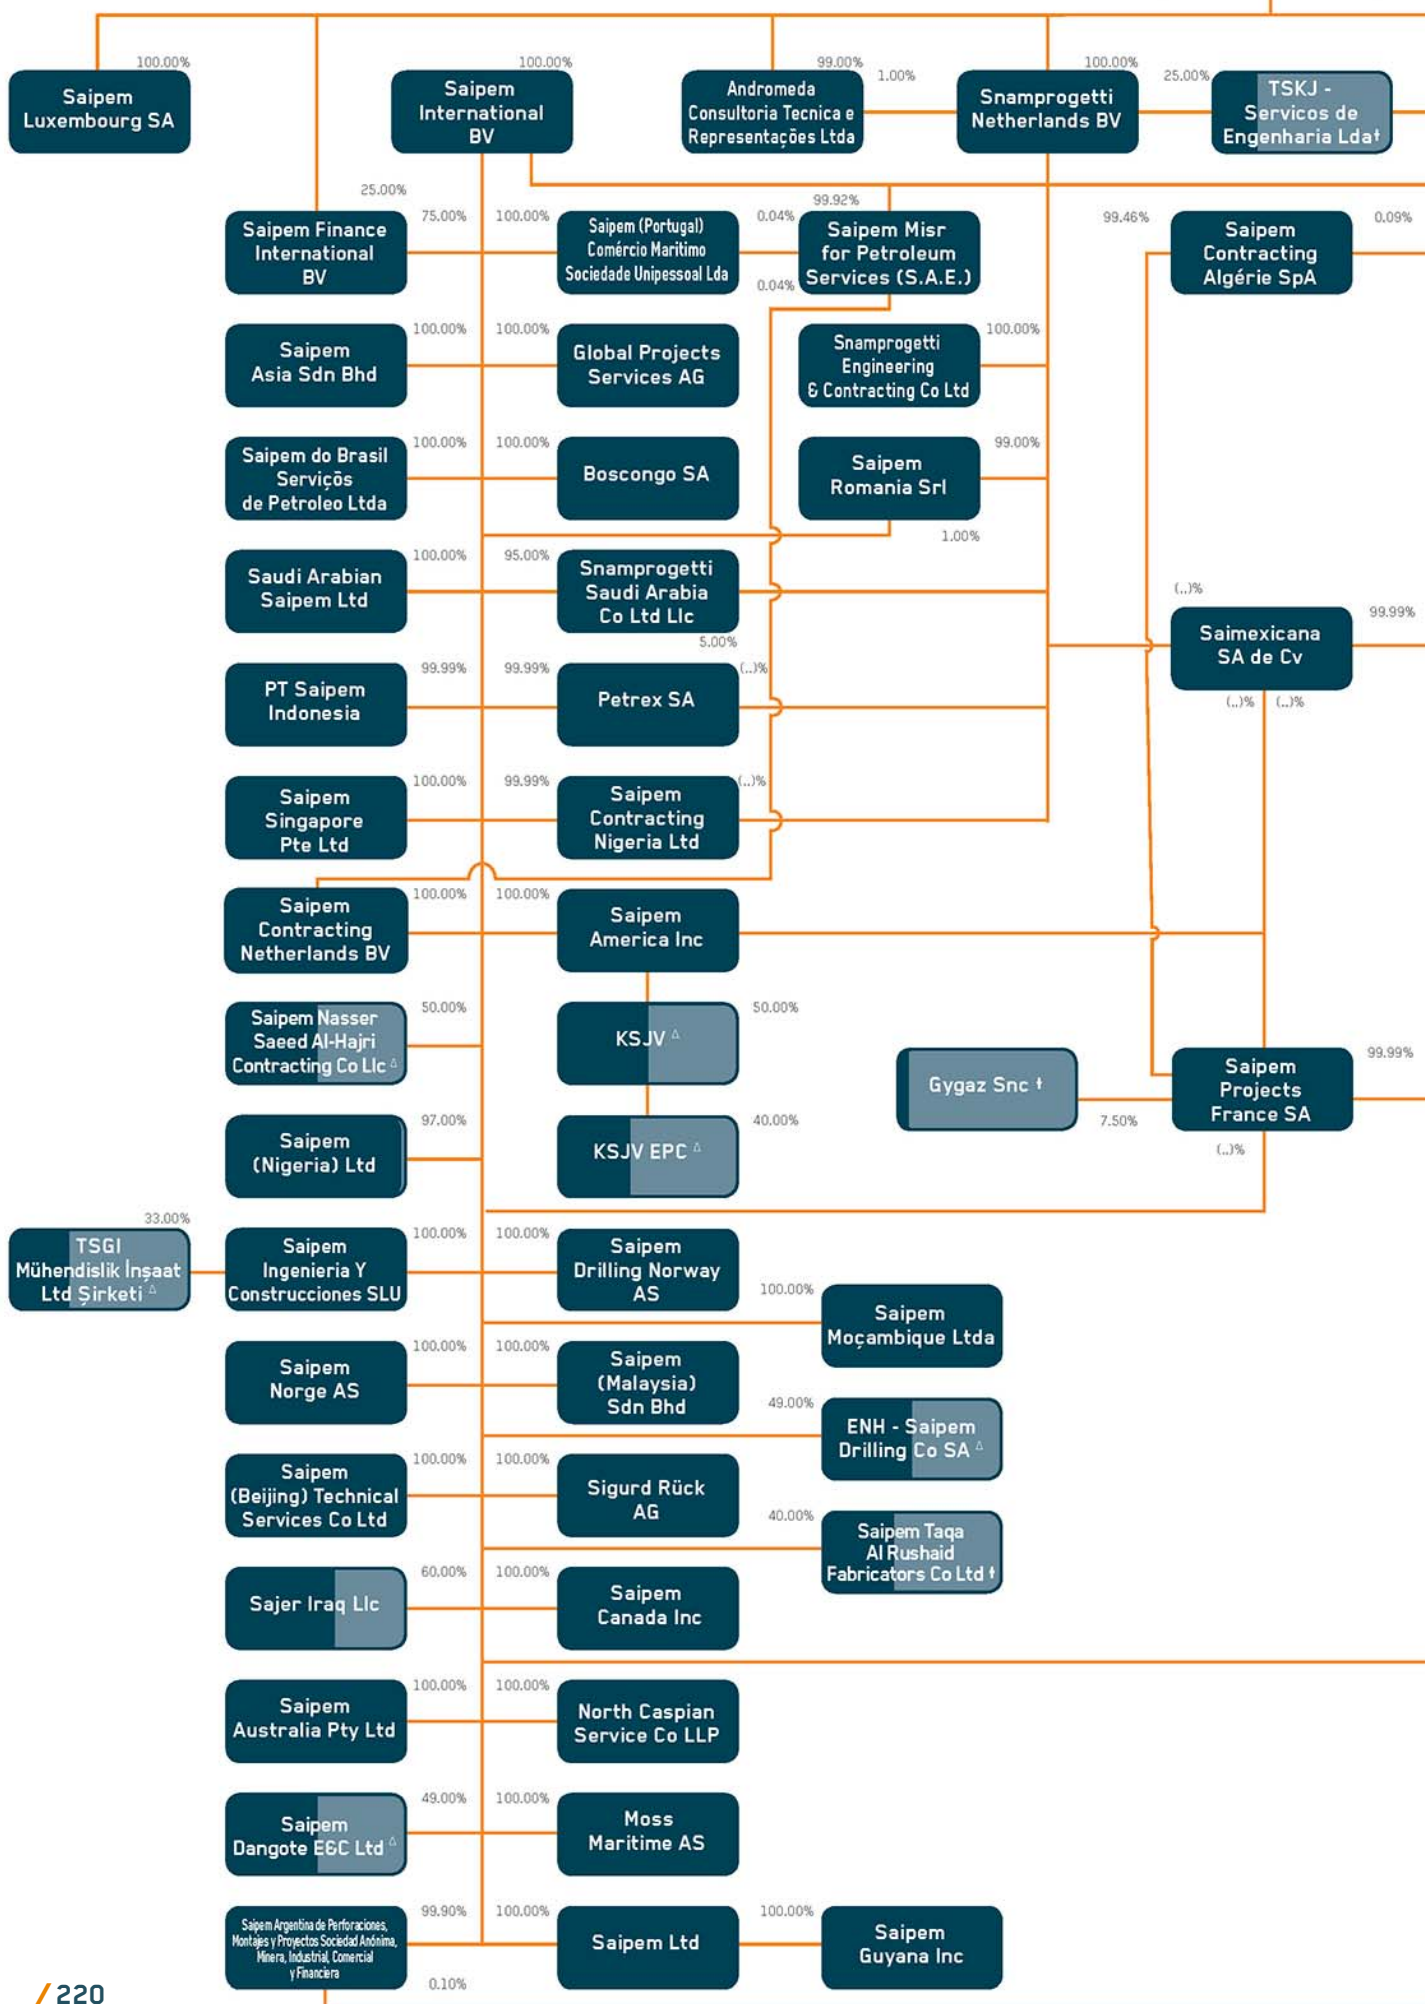 100.00%
Saipem
Luxembourg SA
100.00%
Saipem
International
BV
99.00%
Andromeda
Consultoria Tecnica e
Representações Ltda
1.00%
100.00%
Snamprogetti
Netherlands BV
25.00%
TSKJ -
Servicos de
Engenharia Lda†
25.00%
Saipem Finance
International
BV
75.00%
100.00%
Saipem (Portugal)
Comércio Maritimo
Sociedade Unipessoal Lda
0.04%
99.92%
Saipem Misr
for Petroleum
Services (S.A.E.)
0.04%
99.46%
Saipem
Contracting
Algérie SpA
0.09%
Saipem
Asia Sdn Bhd
100.00%
100.00%
Global Projects
Services AG
Snamprogetti
Engineering
& Contracting Co Ltd
100.00%
Saipem do Brasil
Serviçõs
de Petroleo Ltda
100.00%
100.00%
Boscongo SA
Saipem
Romania Srl
99.00%
1.00%
Saudi Arabian
Saipem Ltd
100.00%
95.00%
Snamprogetti
Saudi Arabia
Co Ltd Llc
5.00%
(..)%
Saimexicana
SA de Cv
99.99%
(..)%
(..)%
PT Saipem
Indonesia
99.99%
99.99%
Petrex SA
(..)%
Saipem
Singapore
Pte Ltd
100.00%
99.99%
Saipem
Contracting
Nigeria Ltd
(..)%
Saipem
Contracting
Netherlands BV
100.00%
100.00%
Saipem
America Inc
Saipem Nasser
Saeed Al-Hajri
Contracting Co Llc Δ
50.00%
KSJV Δ
50.00%
Gygaz Snc †
7.50%
Saipem
Projects
France SA
99.99%
(..)%
Saipem
(Nigeria) Ltd
97.00%
KSJV EPC Δ
40.00%
33.00%
TSGI
Mühendislik İnşaat
Ltd Şirketi Δ
Saipem
Ingenieria Y
Construcciones SLU
100.00%
100.00%
Saipem
Drilling Norway
AS
100.00%
Saipem
Moçambique Ltda
Saipem
Norge AS
100.00%
100.00%
Saipem
(Malaysia)
Sdn Bhd
49.00%
ENH - Saipem
Drilling Co SA Δ
Saipem
(Beijing) Technical
Services Co Ltd
100.00%
100.00%
Sigurd Rück
AG
40.00%
Saipem Taqa
Al Rushaid
Fabricators Co Ltd †
Sajer Iraq Llc
60.00%
100.00%
Saipem
Canada Inc
Saipem
Australia Pty Ltd
100.00%
100.00%
North Caspian
Service Co LLP
Saipem
Dangote E&C Ltd Δ
49.00%
100.00%
Moss
Maritime AS
Saipem Argentina de Perforaciones,
Montajes y Proyectos Sociedad Anónima,
Minera, Industrial, Comercial
y Financiera
99.90%
0.10%
100.00%
Saipem Ltd
100.00%
Saipem
Guyana Inc
/ 220